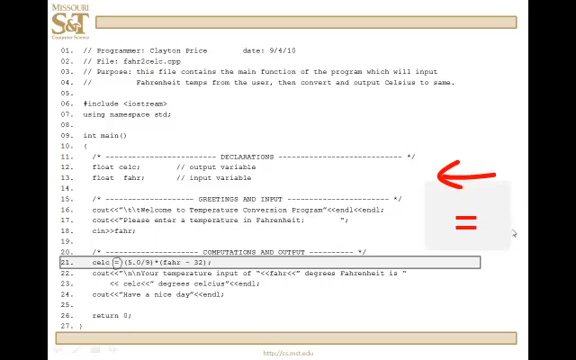 MISSOURI
S&T
Computer Science
01. // Programmer: Clayton Price date: 9/4/10
02. // File: fahr2celc.cpp
03. // Purpose: this file contains the main function of the program which will input
04. // Fahrenheit temps from the user, then convert and output Celsius to same.
05.
06. #include <iostream>
07. using namespace std;
08.
09. int main()
10. {
11. /* ------------------------ DECLARATIONS --------------------------- */
12. float celc; // output variable
13. float fahr; // input variable
14.
15. /* ------------------- GREETINGS AND INPUT --------------------- */
16. cout<<"\t\tWelcome to Temperature Conversion Program"<<endl<<endl;
17. cout<<"Please enter a temperature in Fahrenheit: ";
18. cin>>fahr;
19.
20. /* --------------------- COMPUTATIONS AND OUTPUT ---------- */
21. celc = (5.0/9)*(fahr - 32);
22. cout<<"\n\nYour temperature input of "<<fahr<<" degrees Fahrenheit is "
23. << celc<<" degrees celcius"<<endl;
24. cout<<"Have a nice day"<<endl;
25.
26. return 0;
27. }
=
http://cs.mst.edu